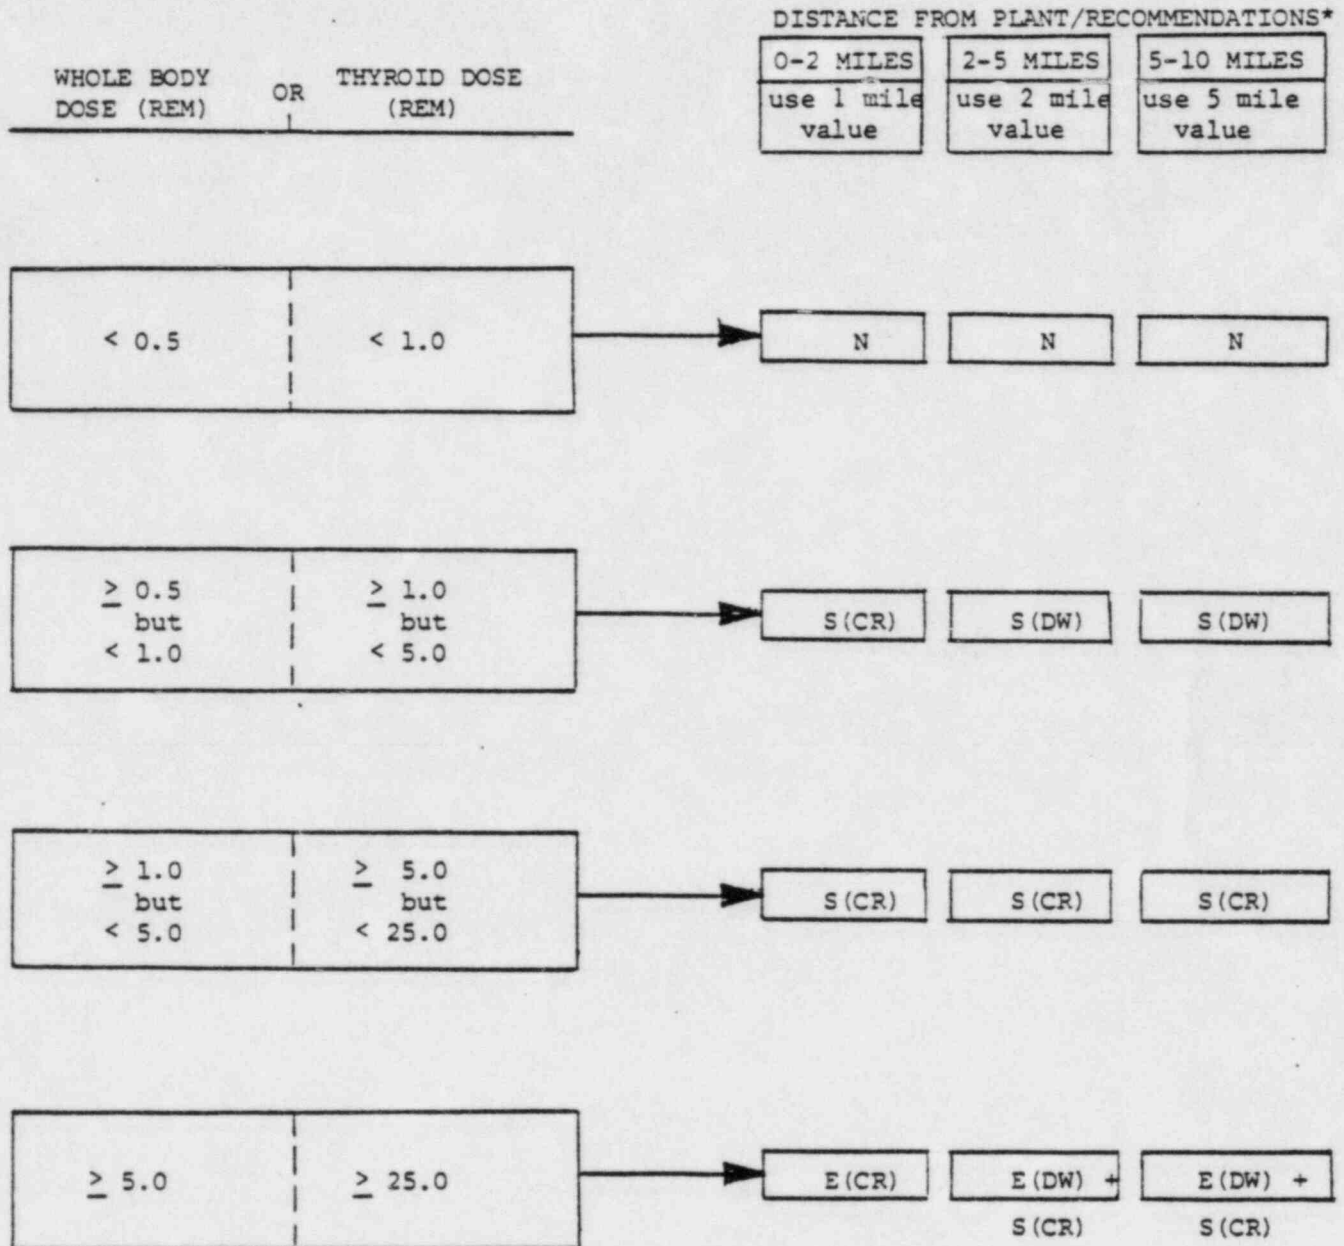 DISTANCE FROM PLANT/RECOMMENDATIONS*
WHOLE BODY DOSE (REM) OR THYROID DOSE (REM)
0-2 MILES 2-5 MILES 5-10 MILES
use 1 mile value use 2 mile value use 5 mile value
< 0.5 < 1.0 N N N
≥ 0.5 but < 1.0 ≥ 1.0 but < 5.0 S(CR) S(DW) S(DW)
≥ 1.0 but < 5.0 ≥ 5.0 but < 25.0 S(CR) S(CR) S(CR)
≥ 5.0 ≥ 25.0 E(CR) E(DW) + S(CR) E(DW) + S(CR)